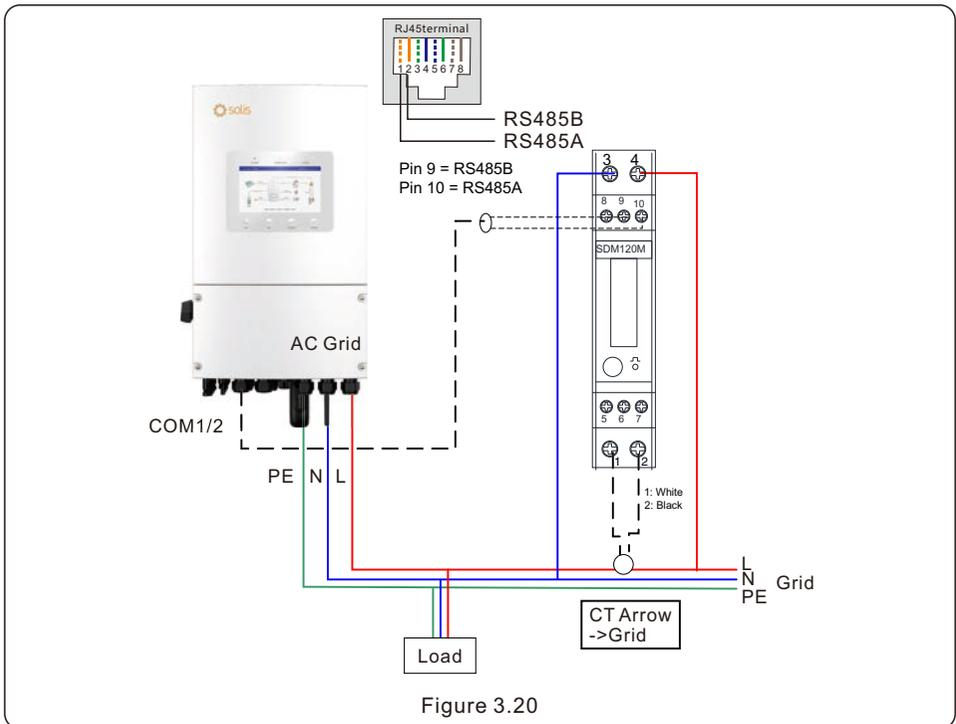 RJ45terminal
1 2 3 4 5 6 7 8
solis
RS485B
RS485A
Pin 9 = RS485B
Pin 10 = RS485A
3 4
8 9 10
SDM120M
AC Grid
COM1/2
5 6 7
1 2
PE N L
1: White
2: Black
L
N Grid
PE
CT Arrow
->Grid
Load
Figure 3.20